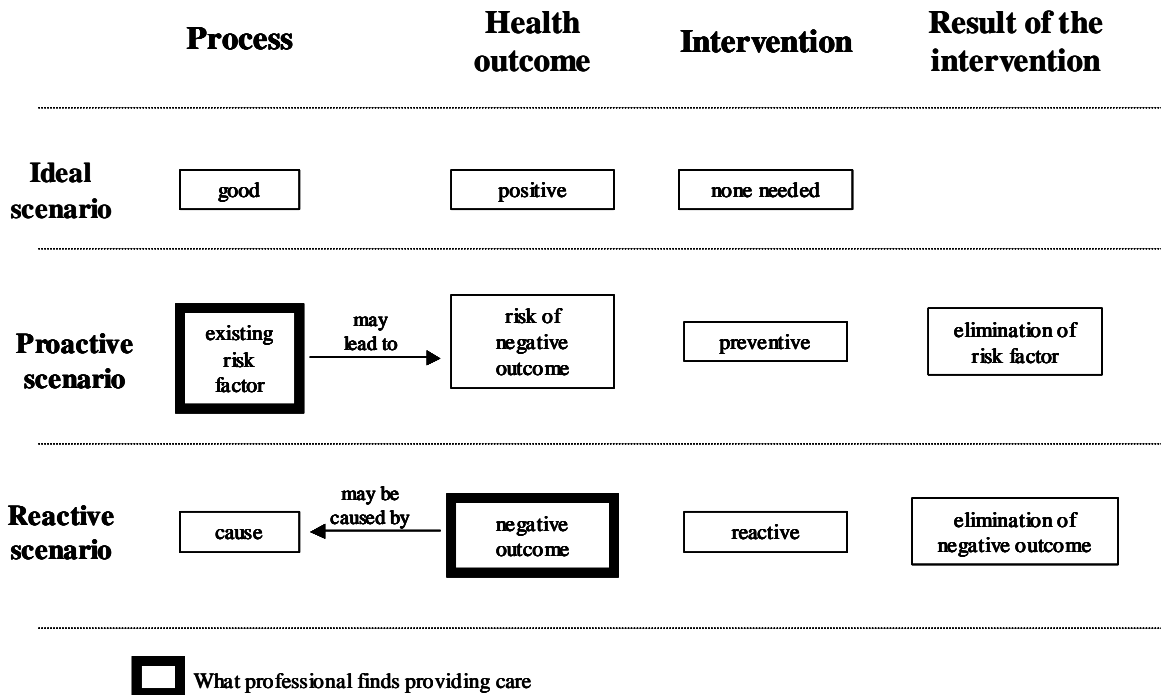 Process
Health
outcome
Intervention
Result of the
intervention
Ideal
scenario
good
positive
none needed
Proactive
scenario
existing
risk
factor
may
lead to
risk of
negative
outcome
preventive
elimination of
risk factor
Reactive
scenario
cause
may be
caused by
negative
outcome
reactive
elimination of
negative outcome
What professional finds providing care